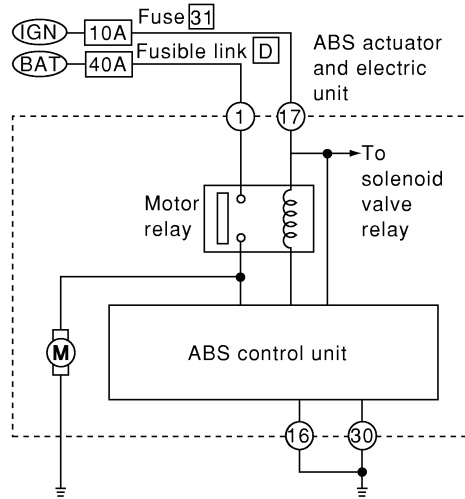 IGN 10A Fuse 31
BAT 40A Fusible link D
ABS actuator
and electric
unit
1 17
To
solenoid
valve
relay
Motor
relay
M
ABS control unit
16 30